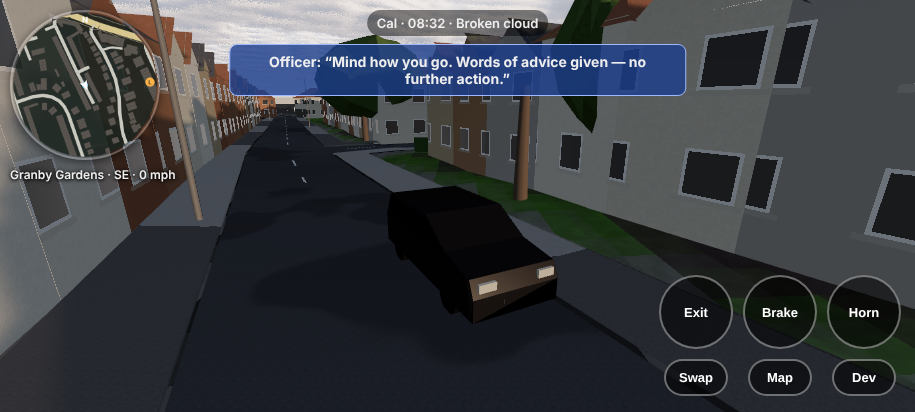 Cal · 08:32 · Broken cloud
Officer: “Mind how you go. Words of advice given — no
further action.”
L
Granby Gardens · SE · 0 mph
Exit
Brake
Horn
Swap
Map
Dev